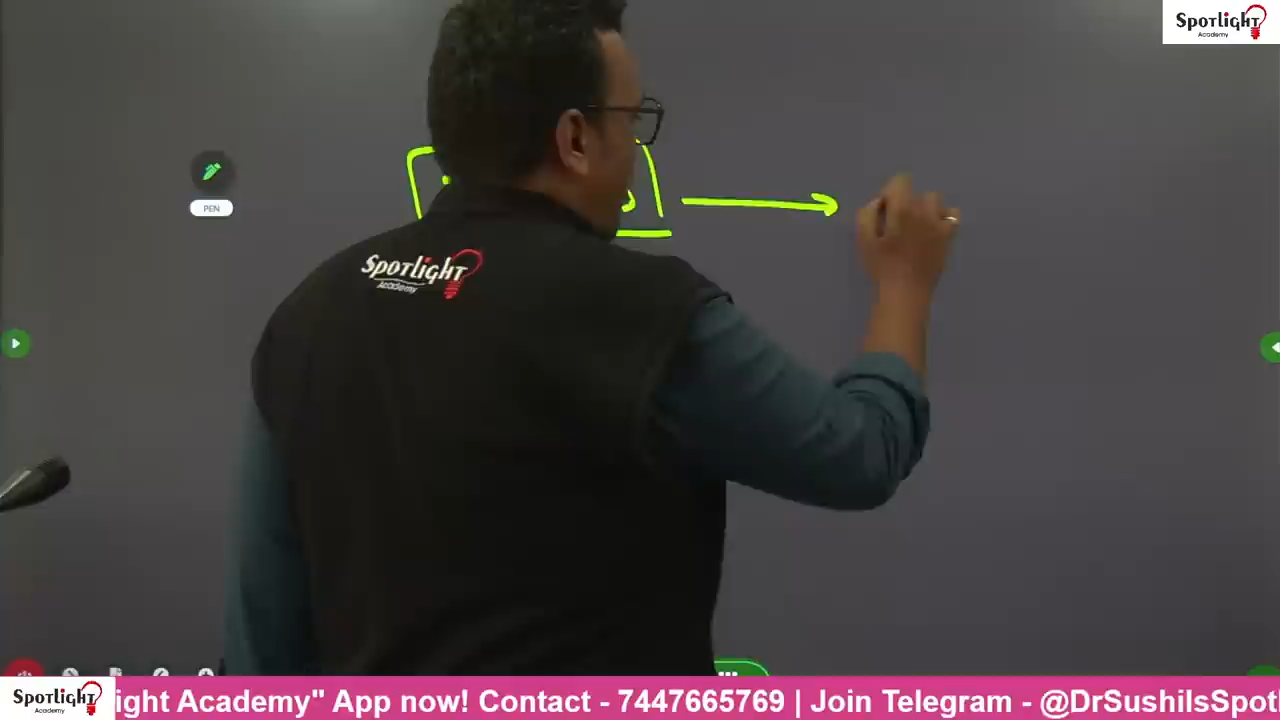 Spotlight
Academy
PEN
Spotlight
Academy
Spotlight
Academy
ight Academy" App now! Contact - 7447665769 | Join Telegram - @DrSushilsSpotl